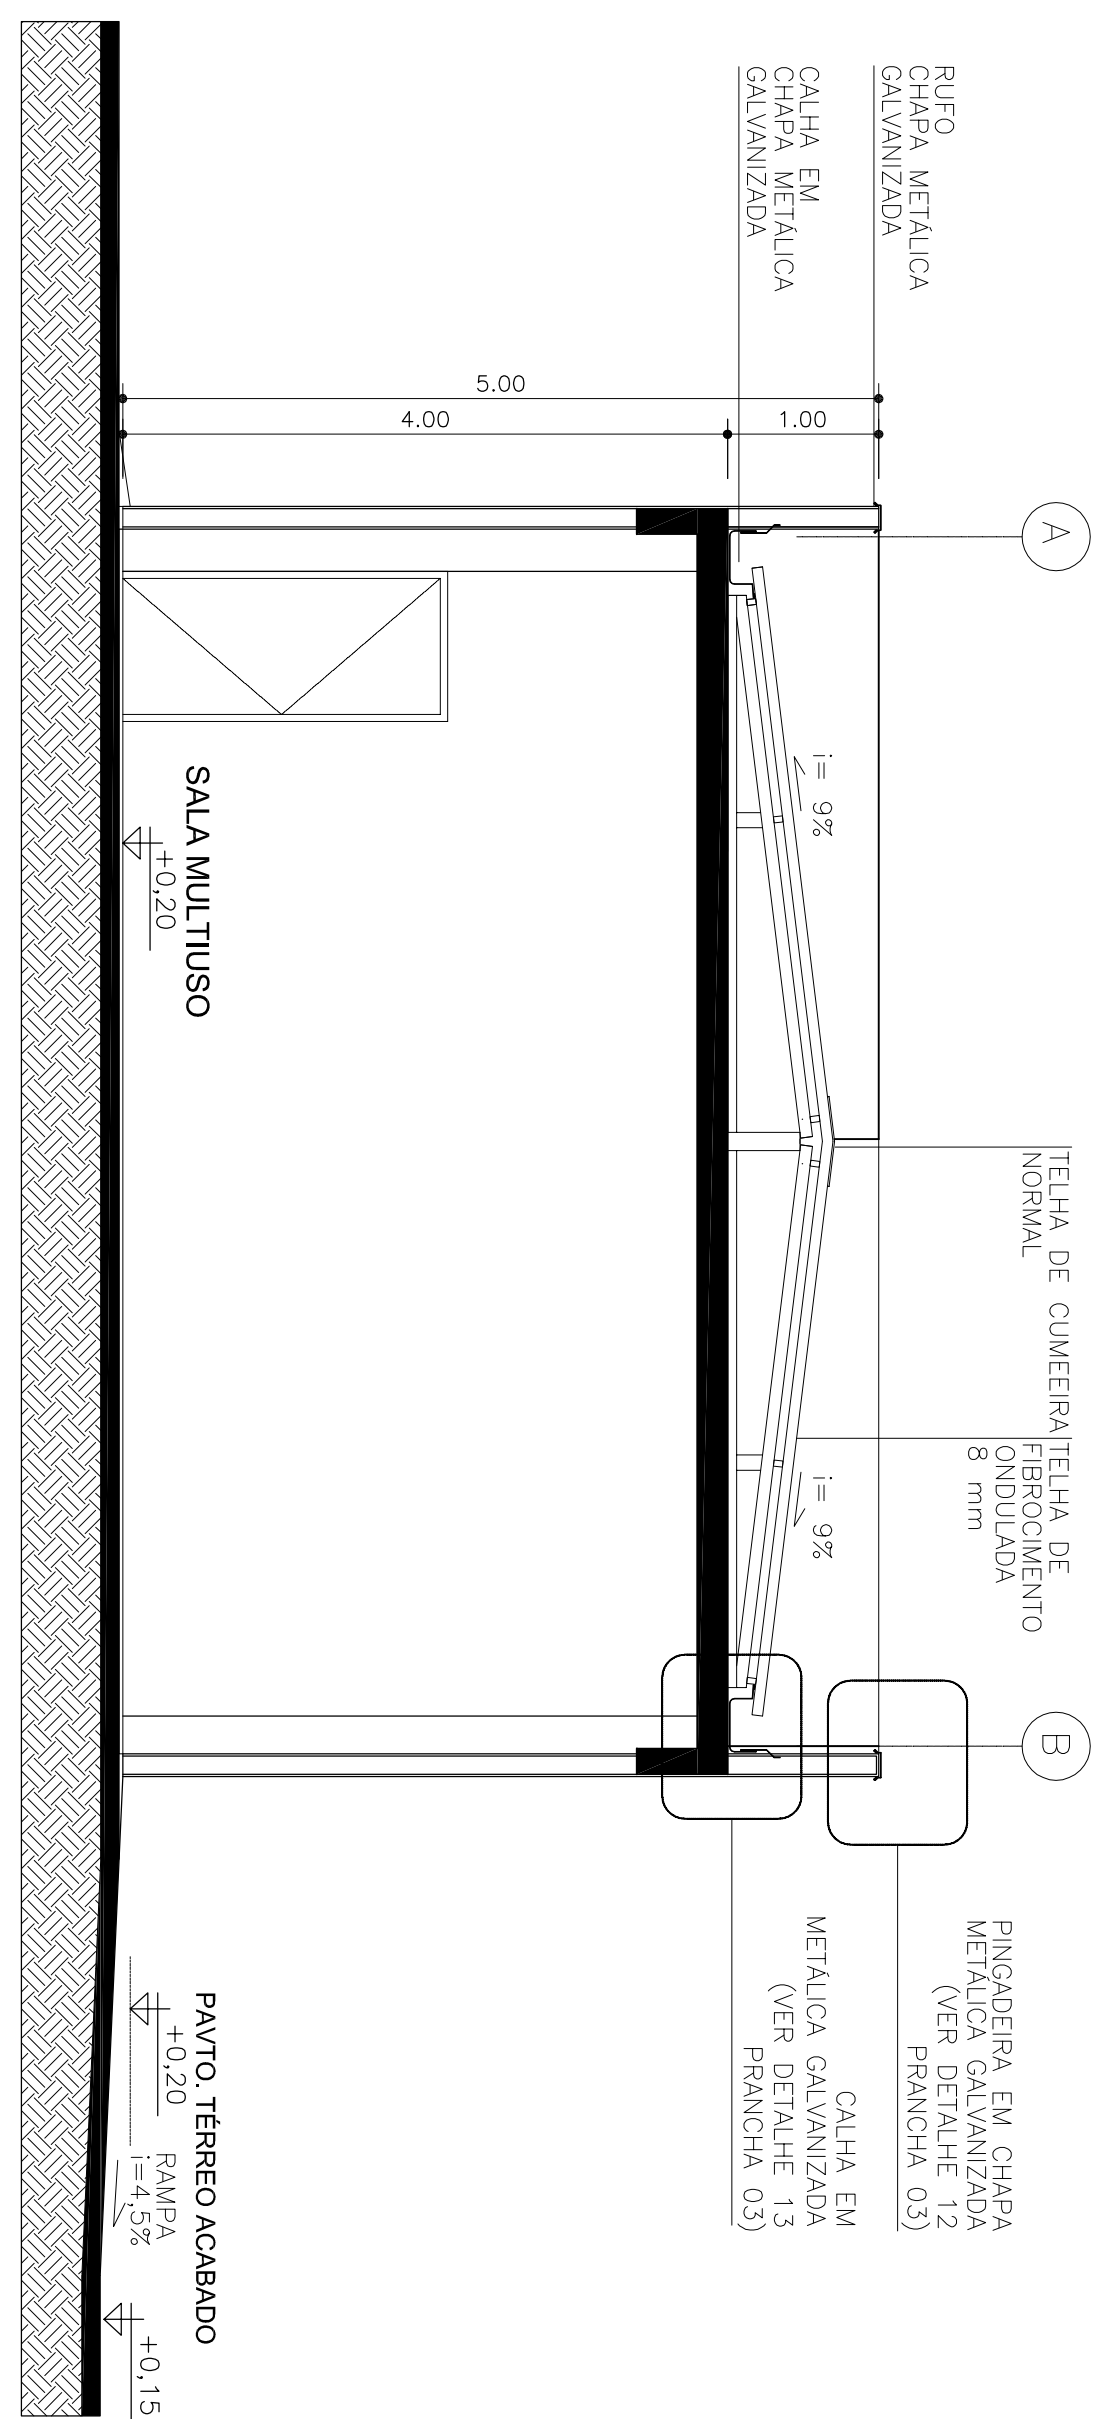 RUFO
CHAPA METÁLICA
GALVANIZADA
CALHA EM
CHAPA METÁLICA
GALVANIZADA
5.00
4.00
1.00
A
i= 9%
SALA MULTIUSO
+0,20
TELHA DE CUMEEIRA
NORMAL
TELHA DE
FIBROCIMENTO
ONDULADA
8 mm
i= 9%
B
PINGADEIRA EM CHAPA
METÁLICA GALVANIZADA
(VER DETALHE 12
PRANCHA 03)
CALHA EM
METÁLICA GALVANIZADA
(VER DETALHE 13
PRANCHA 03)
PAVTO. TÉRREO ACABADO
+0,20
RAMPA
i=4,5%
+0,15